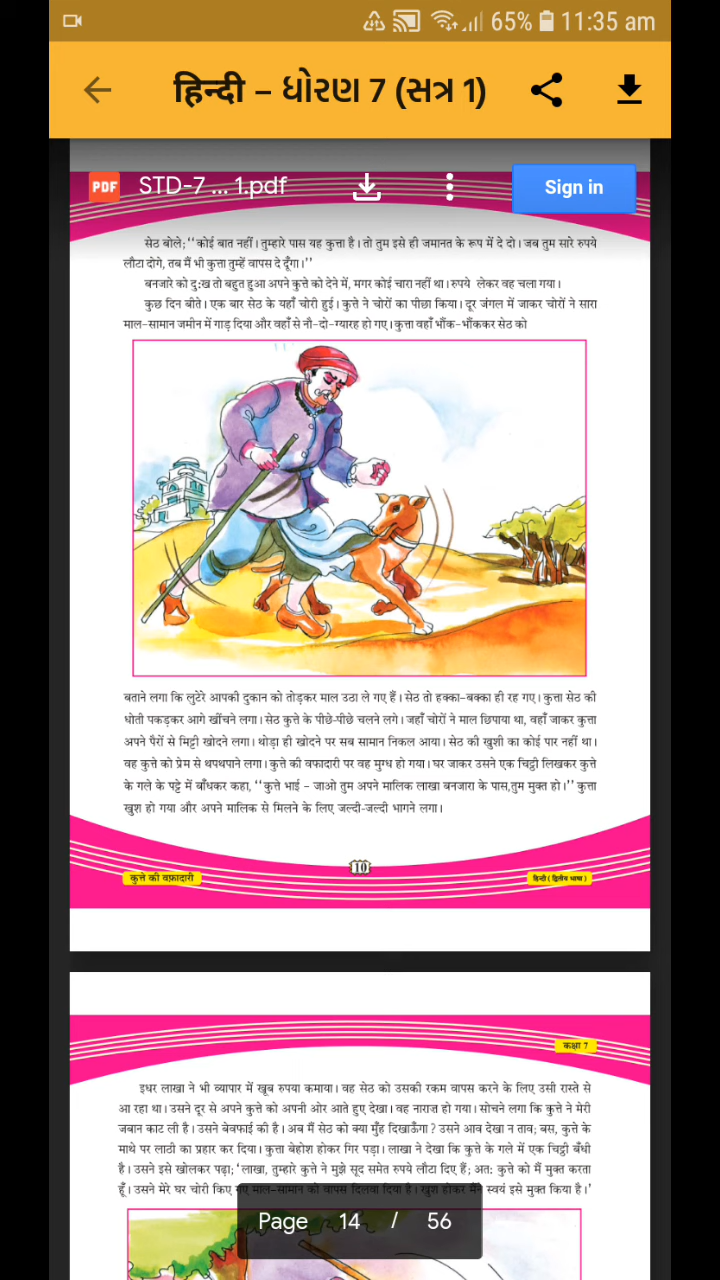 65% 11:35 am
हिन्दी – ધોરણ 7 (સત્ર 1)
PDF STD-7 ... 1.pdf Sign in
सेठ बोले; ‘‘कोई बात नहीं। तुम्हारे पास यह कुत्ता है। तो तुम इसे ही जमानत के रूप में दे दो। जब तुम सारे रुपये
लौटा दोगे, तब मैं भी कुत्ता तुम्हें वापस दे दूँगा।’’
बनजारे को दुःख तो बहुत हुआ अपने कुत्ते को देने में, मगर कोई चारा नहीं था। रुपये लेकर वह चला गया।
कुछ दिन बीते। एक बार सेठ के यहाँ चोरी हुई। कुत्ते ने चोरों का पीछा किया। दूर जंगल में जाकर चोरों ने सारा
माल-सामान जमीन में गाड़ दिया और वहाँ से नौ-दो-ग्यारह हो गए। कुत्ता वहाँ भौंक-भौंककर सेठ को
बताने लगा कि लुटेरे आपकी दुकान को तोड़कर माल उठा ले गए हैं। सेठ तो हक्का-बक्का ही रह गए। कुत्ता सेठ की
धोती पकड़कर आगे खींचने लगा। सेठ कुत्ते के पीछे-पीछे चलने लगे। जहाँ चोरों ने माल छिपाया था, वहाँ जाकर कुत्ता
अपने पैरों से मिट्टी खोदने लगा। थोड़ा ही खोदने पर सब सामान निकल आया। सेठ की खुशी का कोई पार नहीं था।
वह कुत्ते को प्रेम से थपथपाने लगा। कुत्ते की वफादारी पर वह मुग्ध हो गया। घर जाकर उसने एक चिट्ठी लिखकर कुत्ते
के गले के पट्टे में बाँधकर कहा, ‘‘कुत्ते भाई – जाओ तुम अपने मालिक लाखा बनजारा के पास,तुम मुक्त हो।’’ कुत्ता
खुश हो गया और अपने मालिक से मिलने के लिए जल्दी-जल्दी भागने लगा।
10
कुत्ते की वफ़ादारी हिन्दी ( द्वितीय भाषा )
कक्षा 7
इधर लाखा ने भी व्यापार में खूब रुपया कमाया। वह सेठ को उसकी रकम वापस करने के लिए उसी रास्ते से
आ रहा था। उसने दूर से अपने कुत्ते को अपनी ओर आते हुए देखा। वह नाराज हो गया। सोचने लगा कि कुत्ते ने मेरी
जबान काट ली है। उसने बेवफाई की है। अब मैं सेठ को क्या मुँह दिखाऊँगा? उसने आव देखा न ताव; बस, कुत्ते के
माथे पर लाठी का प्रहार कर दिया। कुत्ता बेहोश होकर गिर पड़ा। लाखा ने देखा कि कुत्ते के गले में एक चिट्ठी बँधी
है। उसने इसे खोलकर पढ़ा; ‘लाखा, तुम्हारे कुत्ते ने मुझे सूद समेत रुपये लौटा दिए हैं; अतः कुत्ते को मैं मुक्त करता
हूँ। उसने मेरे घर चोरी किए गए माल-सामान को वापस दिलवा दिया है। खुश होकर मैंने स्वयं इसे मुक्त किया है।’
Page 14 / 56